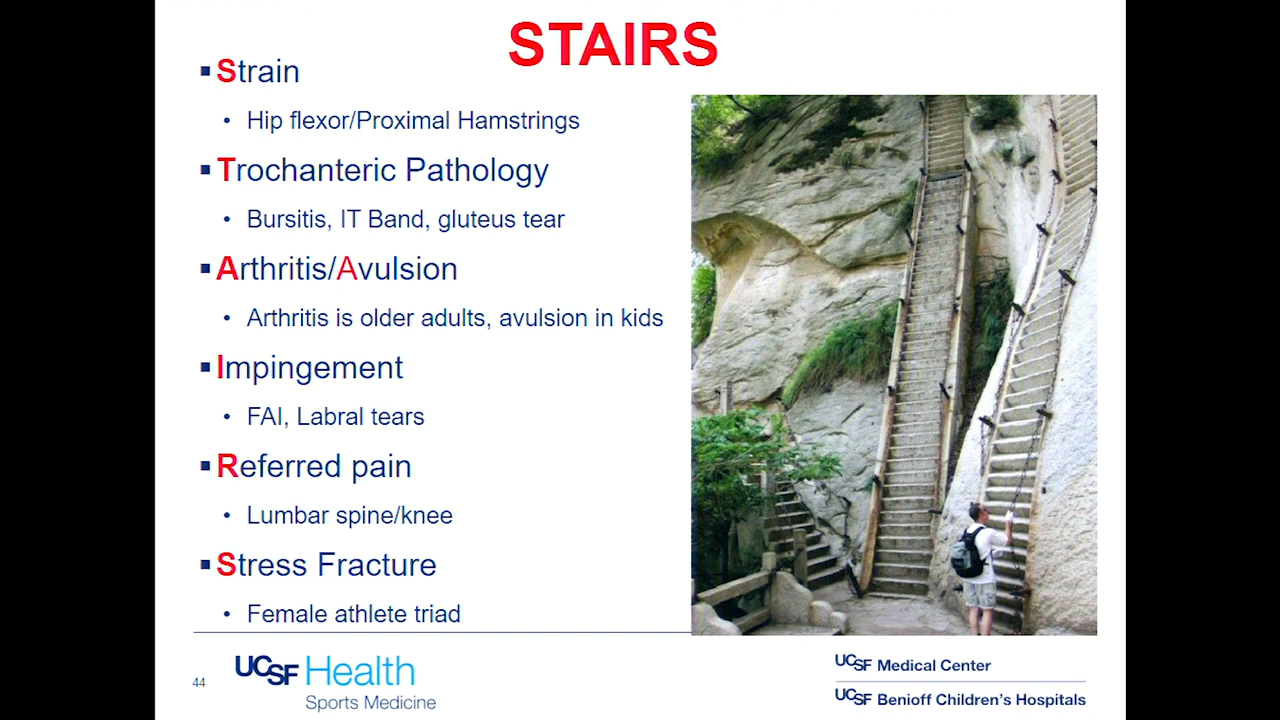 STAIRS
▪Strain
• Hip flexor/Proximal Hamstrings
▪Trochanteric Pathology
• Bursitis, IT Band, gluteus tear
▪Arthritis/Avulsion
• Arthritis is older adults, avulsion in kids
▪Impingement
• FAI, Labral tears
▪Referred pain
• Lumbar spine/knee
▪Stress Fracture
• Female athlete triad
44
UCSF Health
Sports Medicine
UCSF Medical Center
UCSF Benioff Children's Hospitals